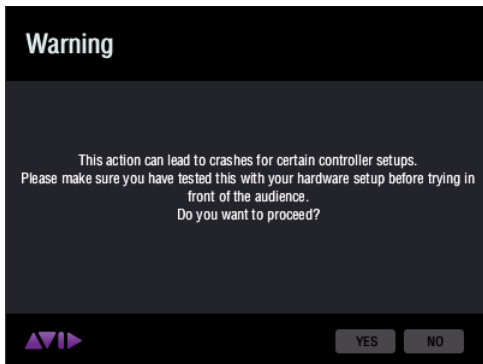 Warning
This action can lead to crashes for certain controller setups.
Please make sure you have tested this with your hardware setup before trying in
front of the audience.
Do you want to proceed?
AVID
YES NO